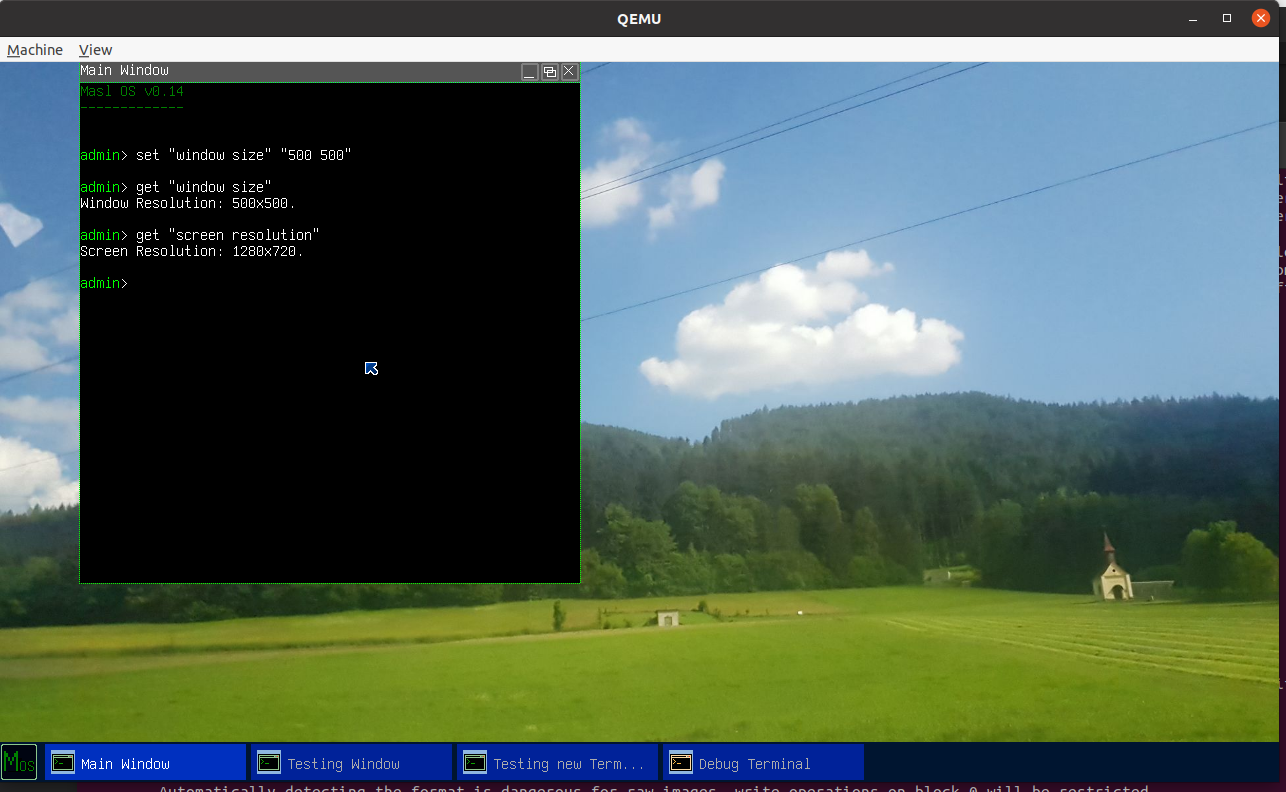 QEMU
Machine View
Main Window
Masl OS v0.14
-------------
admin> set "window size" "500 500"
admin> get "window size"
Window Resolution: 500x500.
admin> get "screen resolution"
Screen Resolution: 1280x720.
admin>
Mos
Main Window
Testing Window
Testing new Term...
Debug Terminal
Automatically detecting the format is dangerous for raw images, write operations on block 0 will be restricted